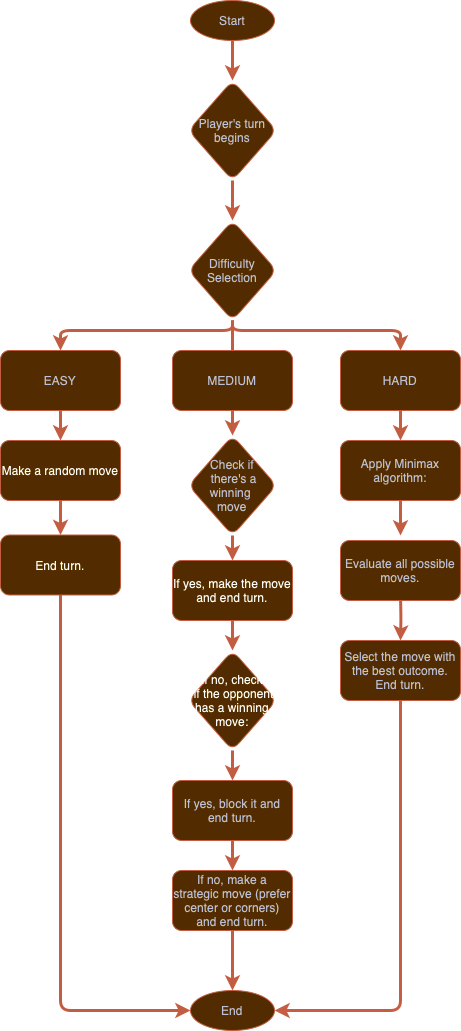 Start
Player's turn
begins
Difficulty
Selection
EASY
MEDIUM
HARD
Make a random move
Check if
there's a
winning
move
Apply Minimax
algorithm:
End turn.
If yes, make the move
and end turn.
Evaluate all possible
moves.
If no, check
if the opponent
has a winning
move:
Select the move with
the best outcome.
End turn.
If yes, block it and
end turn.
If no, make a
strategic move (prefer
center or corners)
and end turn.
End